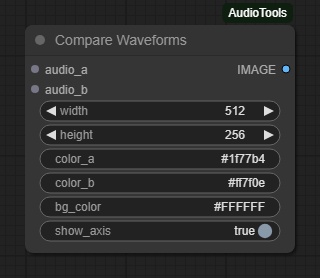 AudioTools
Compare Waveforms
audio_a IMAGE
audio_b
width 512
height 256
color_a #1f77b4
color_b #ff7f0e
bg_color #FFFFFF
show_axis true